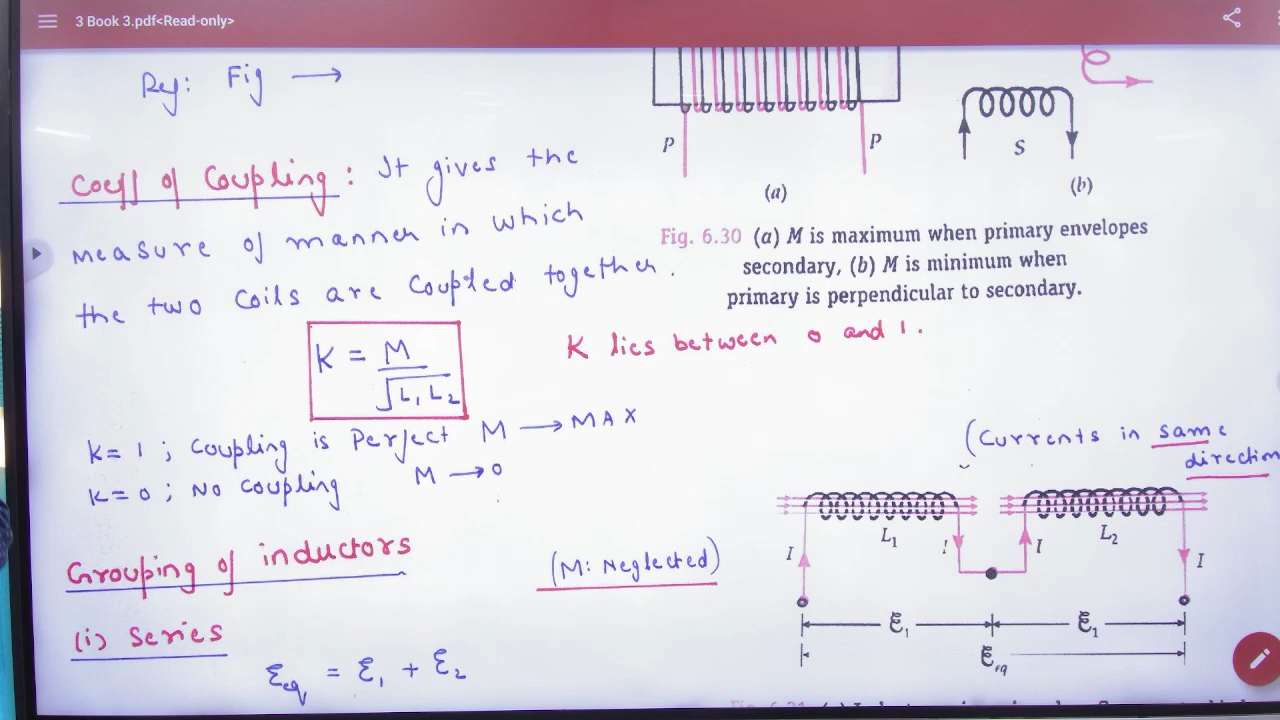 3 Book 3.pdf<Read-only>
Ref: Fig →
Coeff of Coupling: It gives the
measure of manner in which
the two coils are coupled together.
K = M / √L₁ L₂
K lies between 0 and 1.
k = 1 ; Coupling is Perfect M → MAX
k = 0 ; No coupling M → 0
Grouping of inductors
(M: Neglected)
(i) Series
Ɛeq = Ɛ₁ + Ɛ₂
P
P
S
(a)
(b)
Fig. 6.30 (a) M is maximum when primary envelopes
secondary, (b) M is minimum when
primary is perpendicular to secondary.
(Currents in same
direction
L₁
L₂
I
I
I
I
Ɛ₁
Ɛ₁
Ɛeq